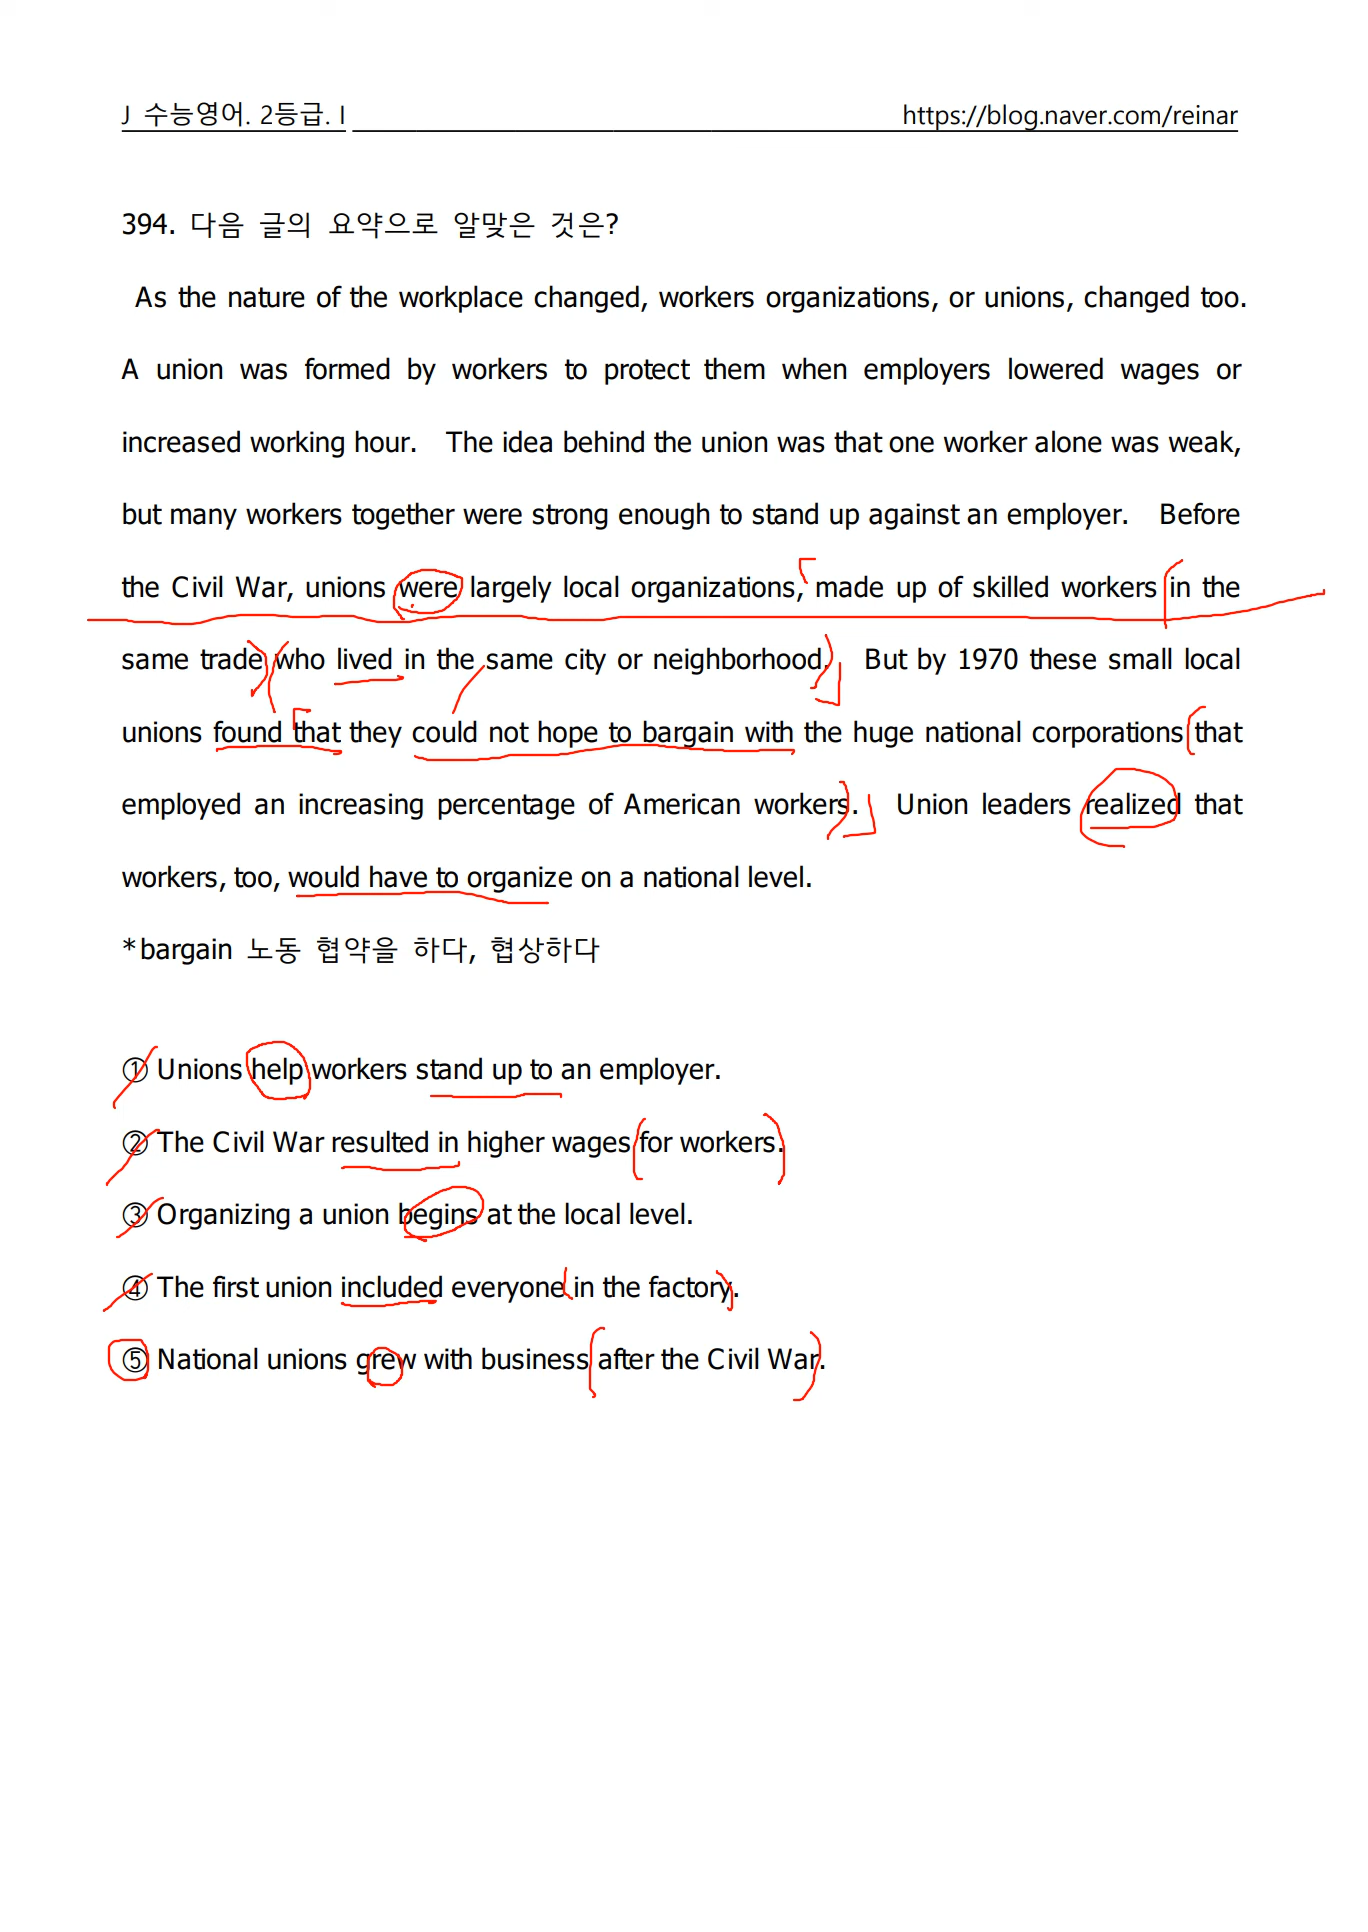 J 수능영어. 2등급. I https://blog.naver.com/reinar
394. 다음 글의 요약으로 알맞은 것은?
As the nature of the workplace changed, workers organizations, or unions, changed too.
A union was formed by workers to protect them when employers lowered wages or
increased working hour. The idea behind the union was that one worker alone was weak,
but many workers together were strong enough to stand up against an employer. Before
the Civil War, unions were largely local organizations, made up of skilled workers in the
same trade who lived in the same city or neighborhood. But by 1970 these small local
unions found that they could not hope to bargain with the huge national corporations that
employed an increasing percentage of American workers. Union leaders realized that
workers, too, would have to organize on a national level.
*bargain 노동 협약을 하다, 협상하다
① Unions help workers stand up to an employer.
② The Civil War resulted in higher wages for workers.
③ Organizing a union begins at the local level.
④ The first union included everyone in the factory.
⑤ National unions grew with business after the Civil War.